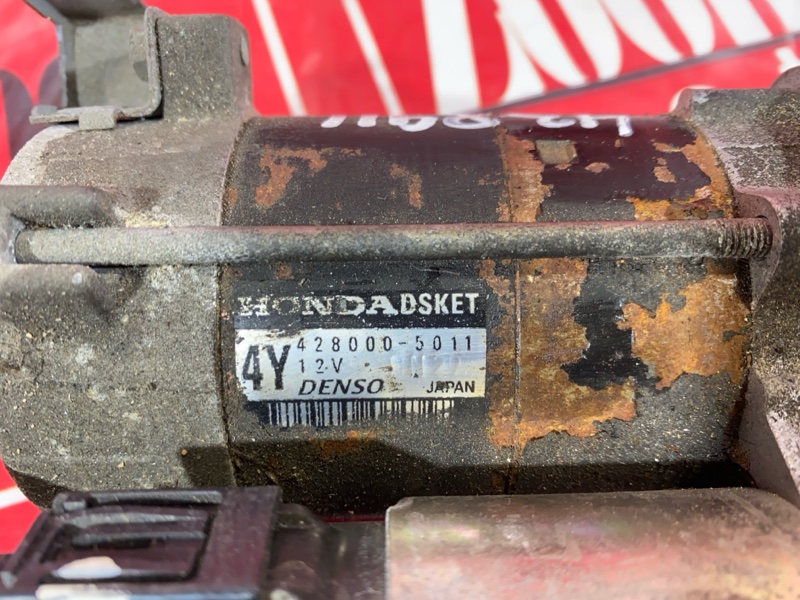 HONDA DSKET
4Y 428000-5011
12V
DENSO JAPAN